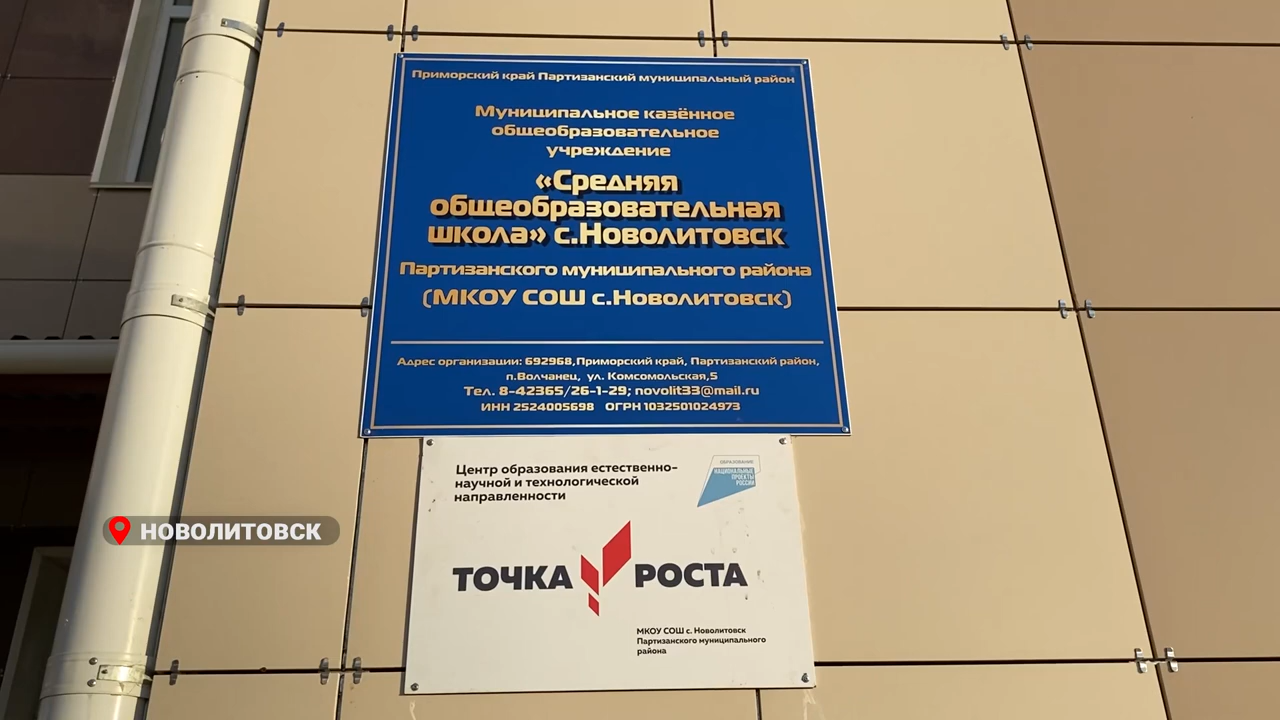 Приморский край Партизанский муниципальный район
Муниципальное казённое
общеобразовательное
учреждение
«Средняя
общеобразовательная
школа» с.Новолитовск
Партизанского муниципального района
(МКОУ СОШ с.Новолитовск)
Адрес организации: 692968,Приморский край, Партизанский район,
п.Волчанец, ул. Комсомольская,5
Тел. 8-42365/26-1-29; novolit33@mail.ru
ИНН 2524005698 ОГРН 1032501024973
Центр образования естественно-
научной и технологической
направленности
ОБРАЗОВАНИЕ
НАЦИОНАЛЬНЫЕ
ПРОЕКТЫ
РОССИИ
НОВОЛИТОВСК
ТОЧКА РОСТА
МКОУ СОШ с. Новолитовск
Партизанского муниципального
района